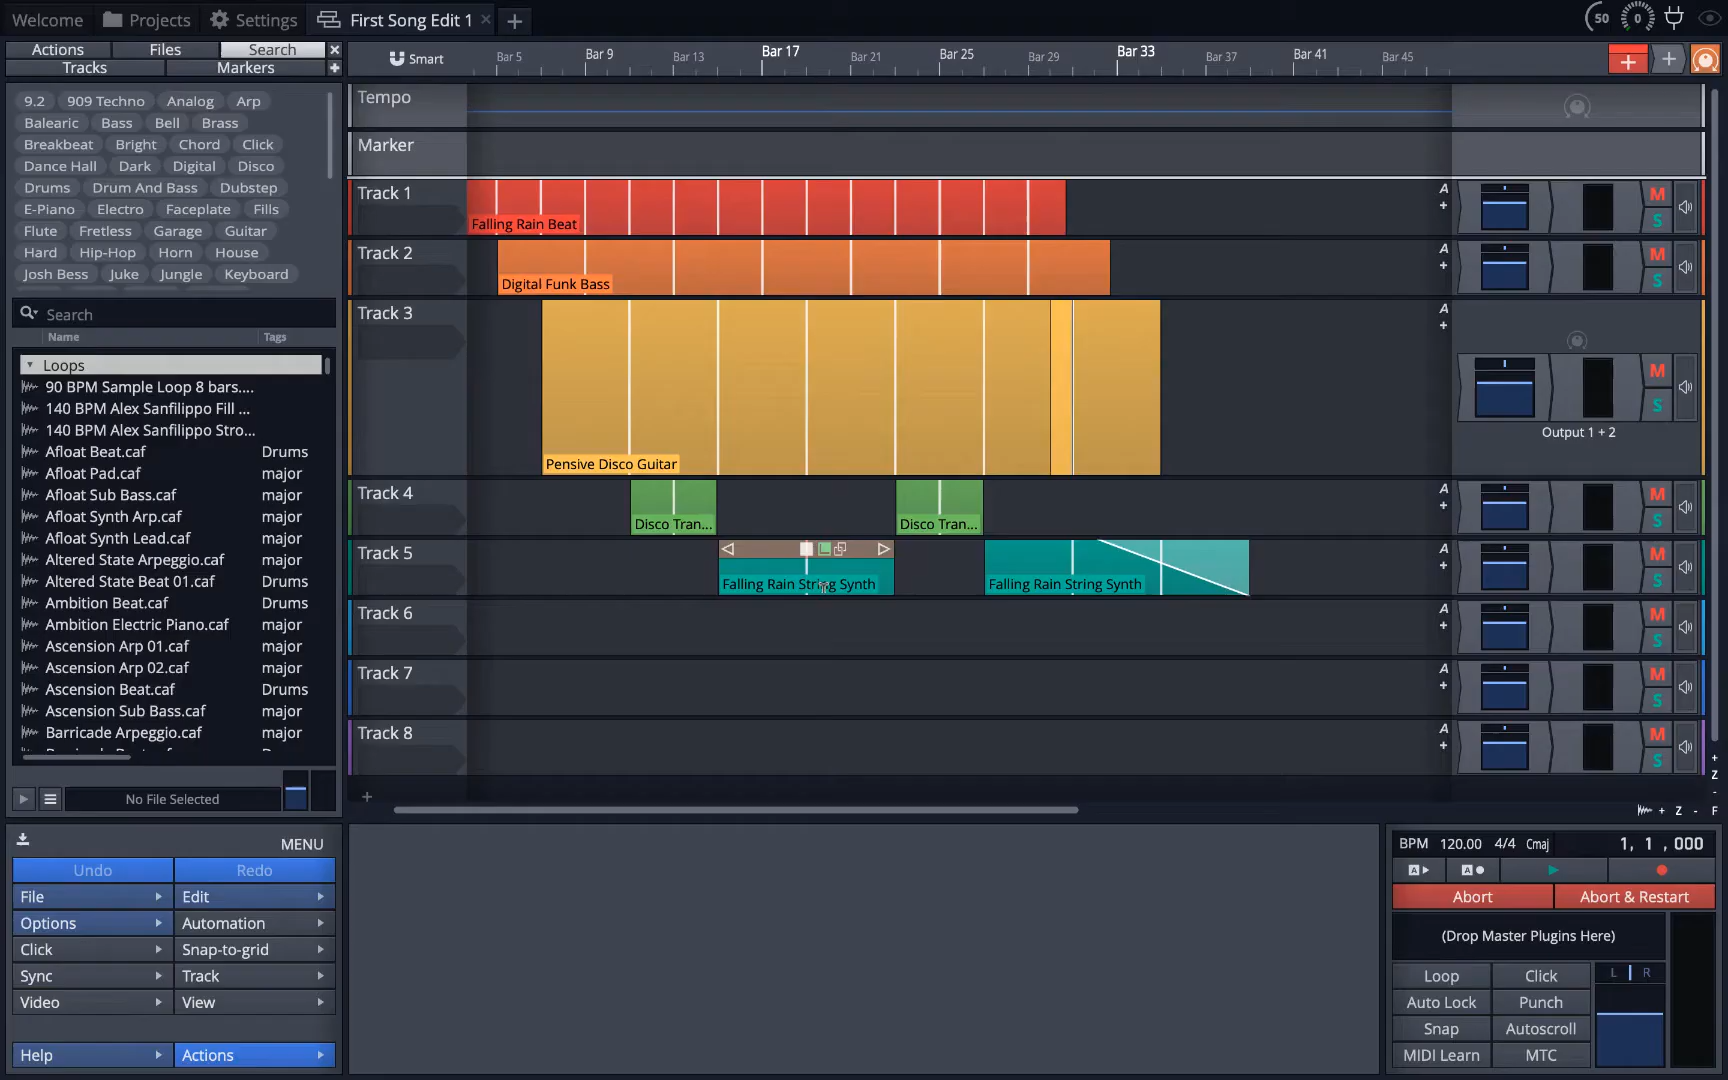 Welcome Projects Settings First Song Edit 1 × + 50 0
Actions Files Search ×
Tracks Markers +
Smart Bar 5 Bar 9 Bar 13 Bar 17 Bar 21 Bar 25 Bar 29 Bar 33 Bar 37 Bar 41 Bar 45 + +
Tempo
Marker
9.2 909 Techno Analog Arp
Balearic Bass Bell Brass
Breakbeat Bright Chord Click
Dance Hall Dark Digital Disco
Drums Drum And Bass Dubstep
E-Piano Electro Faceplate Fills
Flute Fretless Garage Guitar
Hard Hip-Hop Horn House
Josh Bess Juke Jungle Keyboard
Search
Name Tags
Loops
90 BPM Sample Loop 8 bars....
140 BPM Alex Sanfilippo Fill ...
140 BPM Alex Sanfilippo Stro...
Afloat Beat.caf Drums
Afloat Pad.caf major
Afloat Sub Bass.caf major
Afloat Synth Arp.caf major
Afloat Synth Lead.caf major
Altered State Arpeggio.caf major
Altered State Beat 01.caf Drums
Ambition Beat.caf Drums
Ambition Electric Piano.caf major
Ascension Arp 01.caf major
Ascension Arp 02.caf major
Ascension Beat.caf Drums
Ascension Sub Bass.caf major
Barricade Arpeggio.caf major
No File Selected
Track 1 A + M S
Falling Rain Beat
Track 2 A + M S
Digital Funk Bass
Track 3 A + M S
Pensive Disco Guitar
Output 1 + 2
Track 4 A + M S
Disco Tran... Disco Tran...
Track 5 A + M S
Falling Rain String Synth Falling Rain String Synth
Track 6 A + M S
Track 7 A + M S
Track 8 A + M S
+
+ Z -
+ Z - F
MENU
Undo Redo
File Edit
Options Automation
Click Snap-to-grid
Sync Track
Video View
Help Actions
BPM 120.00 4/4 Cmaj 1, 1 , 000
A A
Abort Abort & Restart
(Drop Master Plugins Here)
Loop Click L R
Auto Lock Punch
Snap Autoscroll
MIDI Learn MTC